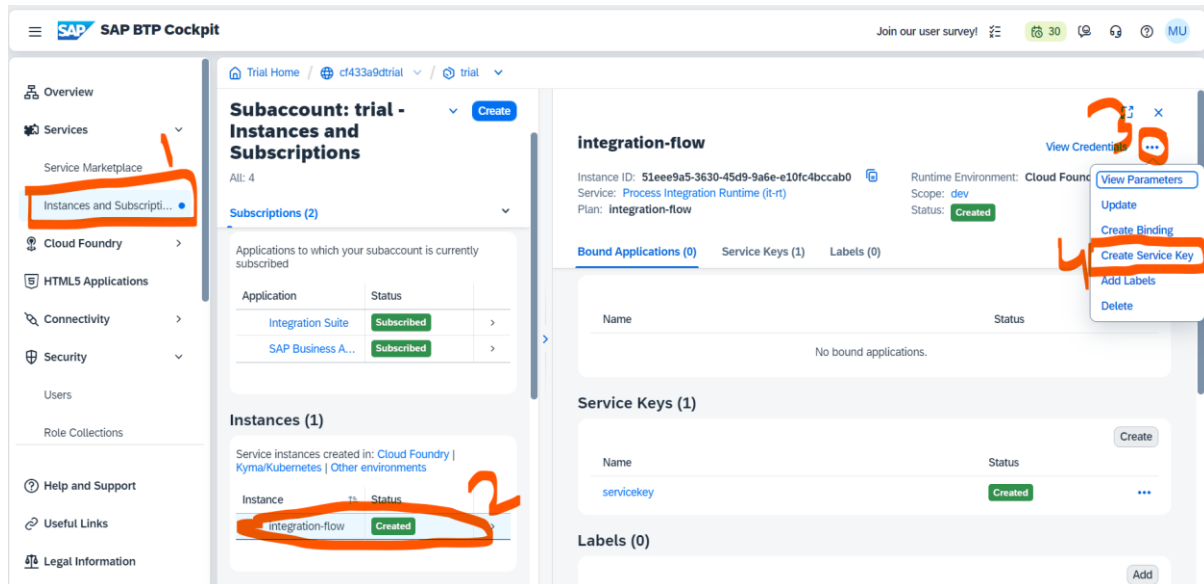 SAP SAP BTP Cockpit
Join our user survey!
30
MU
Overview
Services
Service Marketplace
Instances and Subscripti...
Cloud Foundry
HTML5 Applications
Connectivity
Security
Users
Role Collections
Help and Support
Useful Links
Legal Information
1
Trial Home / cf433a9dtrial / trial
Subaccount: trial -
Instances and
Subscriptions
Create
All: 4
Subscriptions (2)
Applications to which your subaccount is currently
subscribed
Application Status
Integration Suite Subscribed
SAP Business A... Subscribed
Instances (1)
Service instances created in: Cloud Foundry |
Kyma/Kubernetes | Other environments
Instance Status
integration-flow Created
2
integration-flow
View Credentials
3
Instance ID: 51eee9a5-3630-45d9-9a6e-e10fc4bccab0
Service: Process Integration Runtime (it-rt)
Plan: integration-flow
Runtime Environment: Cloud Found
Scope: dev
Status: Created
View Parameters
Update
Create Binding
Create Service Key
Add Labels
Delete
4
Bound Applications (0) Service Keys (1) Labels (0)
Name Status
No bound applications.
Service Keys (1)
Create
Name Status
servicekey Created
Labels (0)
Add